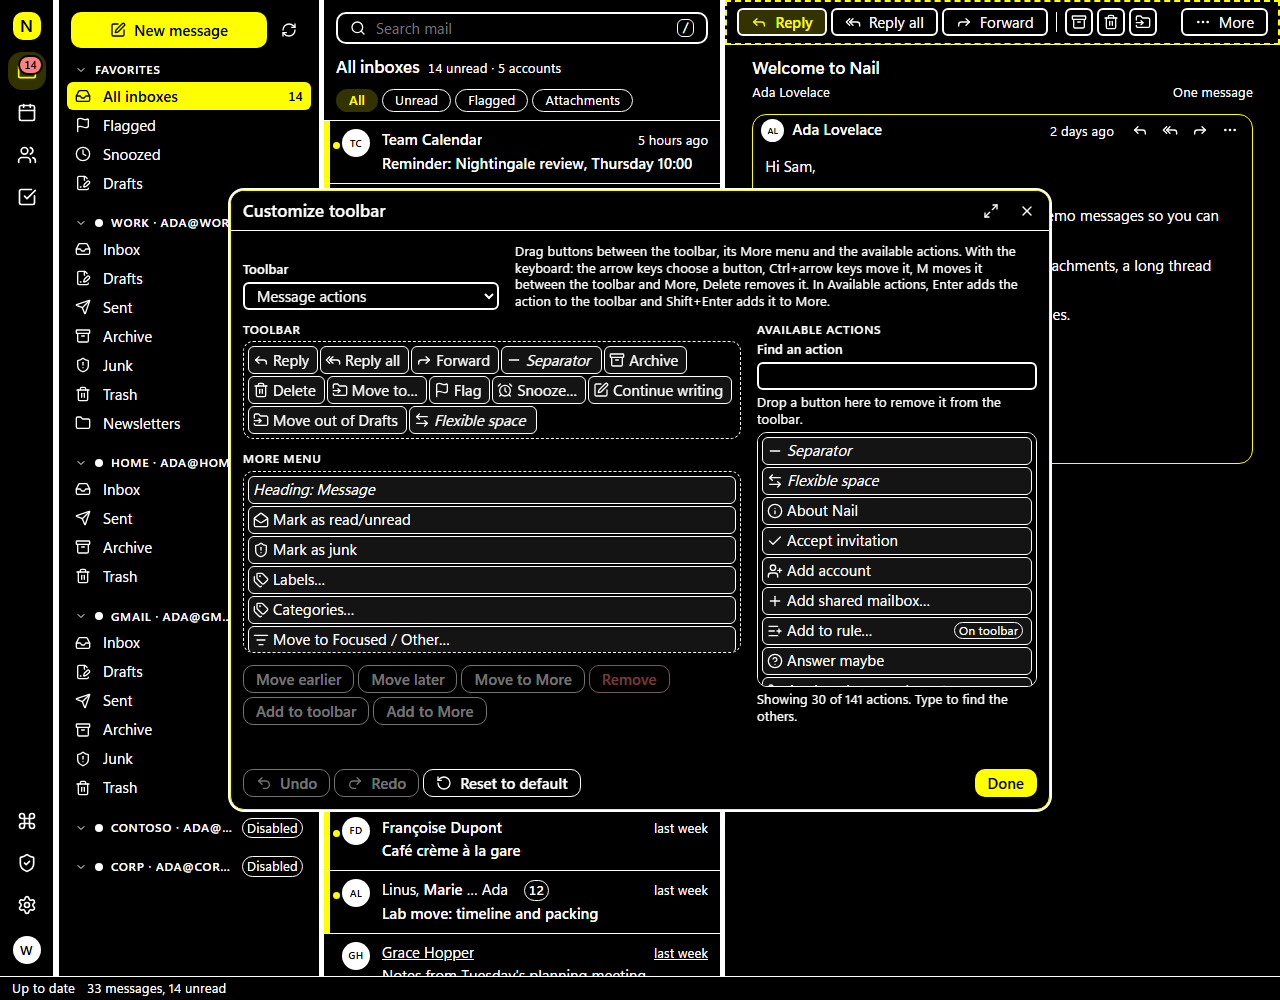 N
New message
Search mail
/
Reply
Reply all
Forward
More
14
FAVORITES
All inboxes
14
Flagged
Snoozed
Drafts
WORK · ADA@WOR
Inbox
Drafts
Sent
Archive
Junk
Trash
Newsletters
HOME · ADA@HOM
Inbox
Sent
Archive
Trash
GMAIL · ADA@GM...
Inbox
Drafts
Sent
Archive
Junk
Trash
CONTOSO · ADA@...
Disabled
CORP · ADA@COR...
Disabled
W
All inboxes
14 unread · 5 accounts
All
Unread
Flagged
Attachments
TC
Team Calendar
5 hours ago
Reminder: Nightingale review, Thursday 10:00
Welcome to Nail
Ada Lovelace
One message
AL
Ada Lovelace
2 days ago
Hi Sam,
emo messages so you can
achments, a long thread
es.
Customize toolbar
Toolbar
Message actions
Drag buttons between the toolbar, its More menu and the available actions. With the
keyboard: the arrow keys choose a button, Ctrl+arrow keys move it, M moves it
between the toolbar and More, Delete removes it. In Available actions, Enter adds the
action to the toolbar and Shift+Enter adds it to More.
TOOLBAR
Reply
Reply all
Forward
Separator
Archive
Delete
Move to...
Flag
Snooze...
Continue writing
Move out of Drafts
Flexible space
MORE MENU
Heading: Message
Mark as read/unread
Mark as junk
Labels...
Categories...
Move to Focused / Other...
Move earlier
Move later
Move to More
Remove
Add to toolbar
Add to More
AVAILABLE ACTIONS
Find an action
Drop a button here to remove it from the
toolbar.
Separator
Flexible space
About Nail
Accept invitation
Add account
Add shared mailbox...
Add to rule...
On toolbar
Answer maybe
Showing 30 of 141 actions. Type to find the
others.
Undo
Redo
Reset to default
Done
FD
Françoise Dupont
last week
Café crème à la gare
AL
Linus, Marie ... Ada
12
last week
Lab move: timeline and packing
GH
Grace Hopper
last week
Notes from Tuesday's planning meeting
Up to date
33 messages, 14 unread